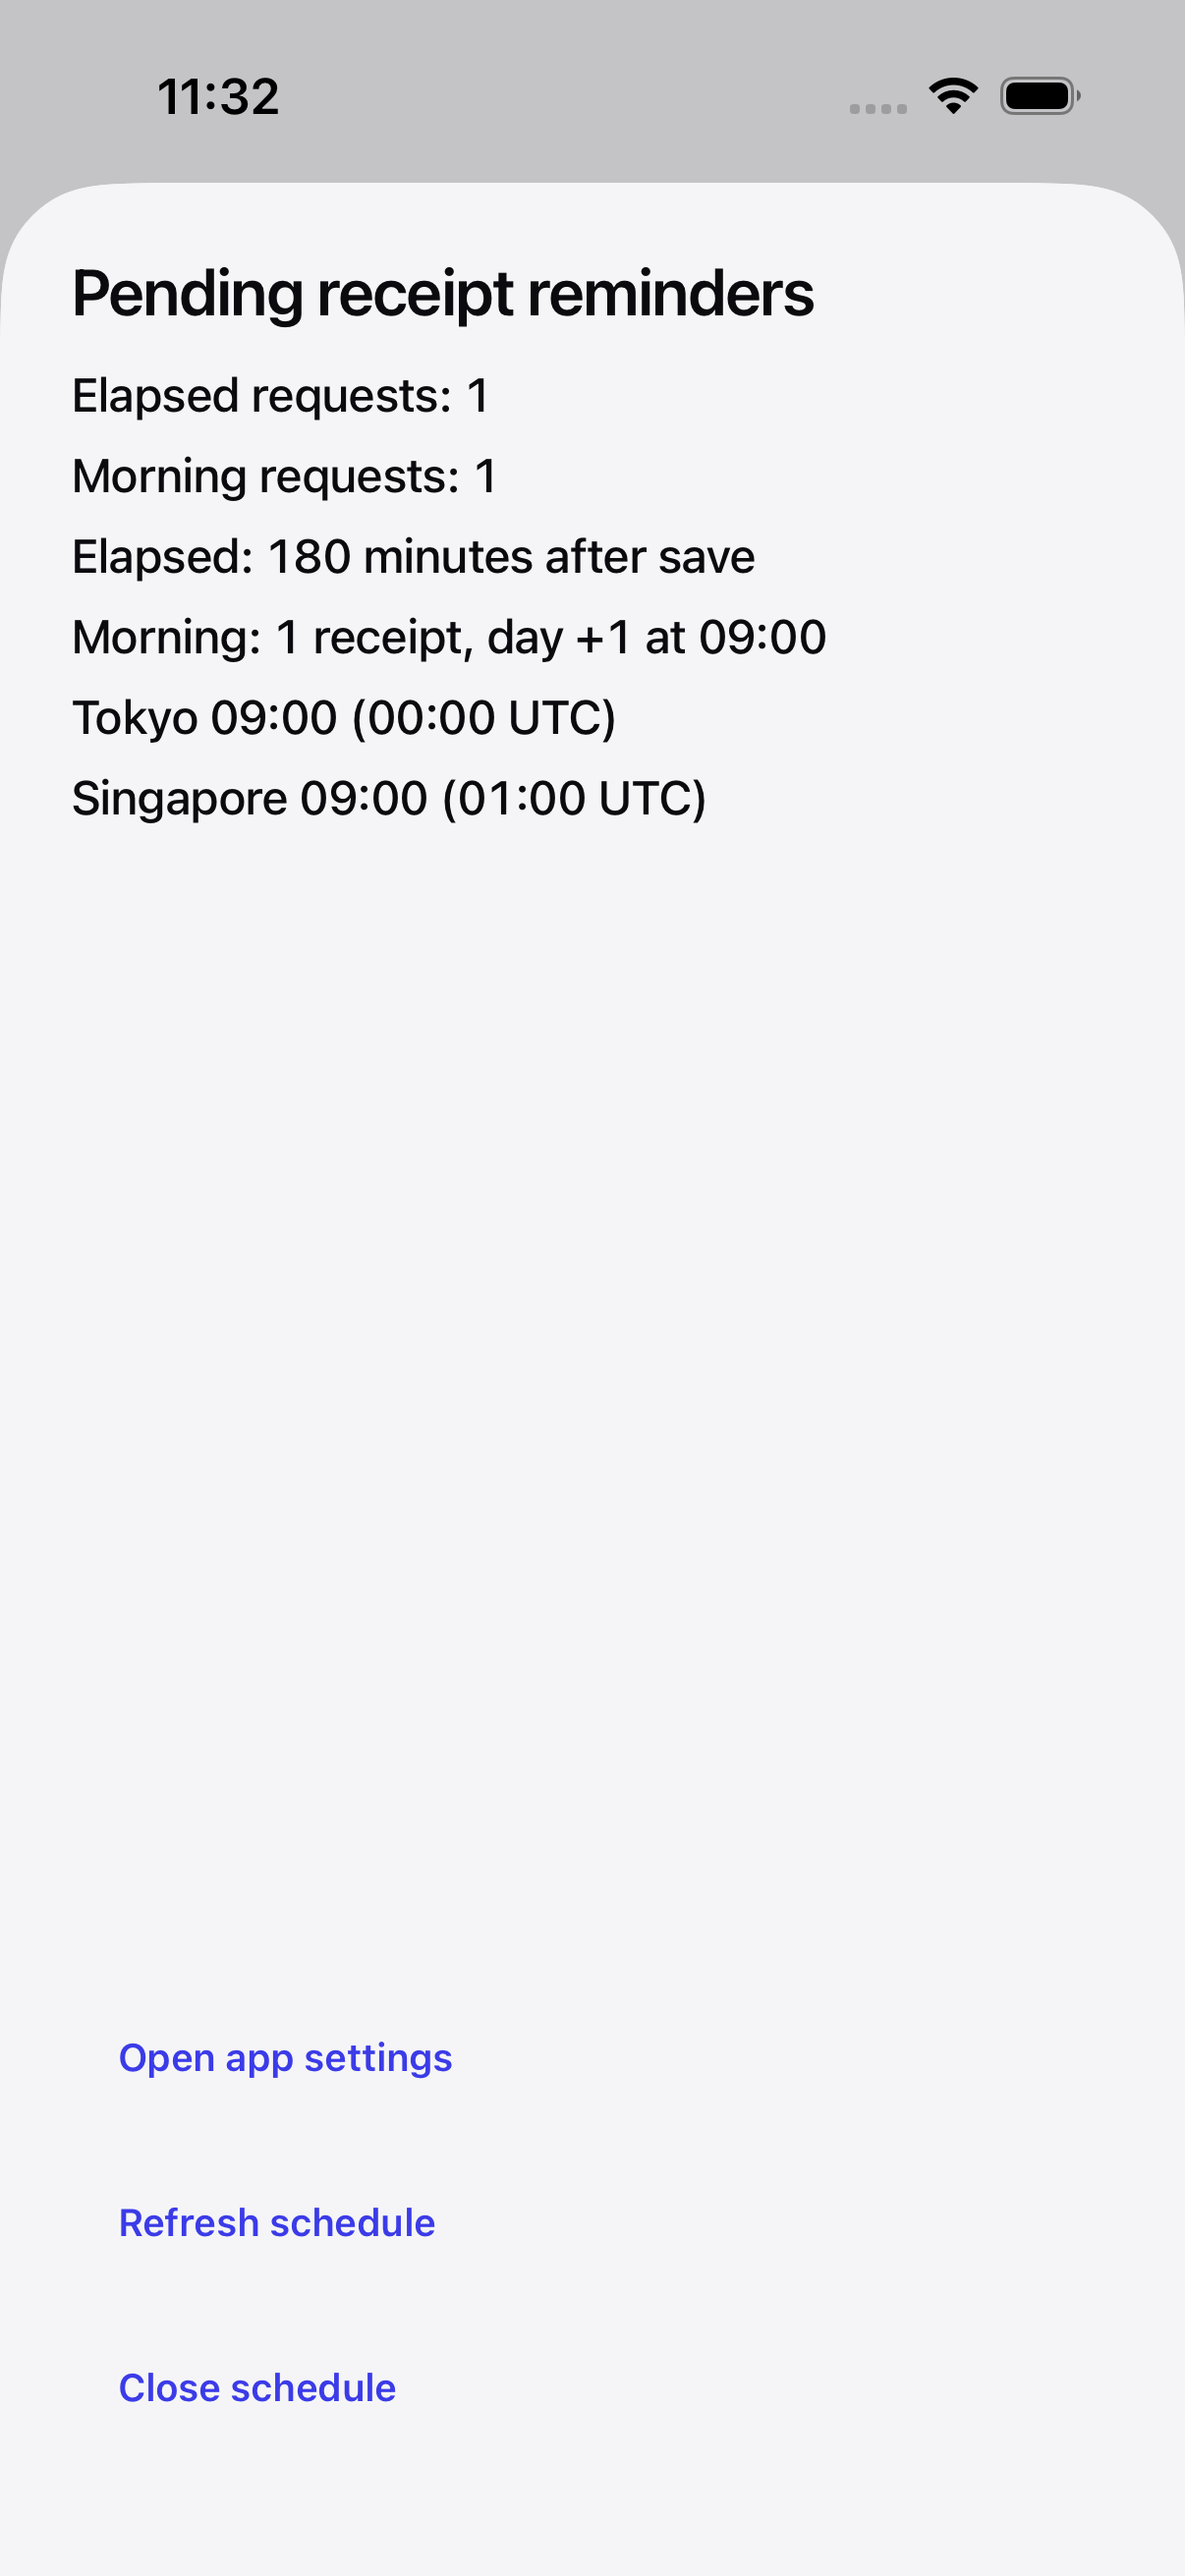 11:32
Pending receipt reminders
Elapsed requests: 1
Morning requests: 1
Elapsed: 180 minutes after save
Morning: 1 receipt, day +1 at 09:00
Tokyo 09:00 (00:00 UTC)
Singapore 09:00 (01:00 UTC)
Open app settings
Refresh schedule
Close schedule